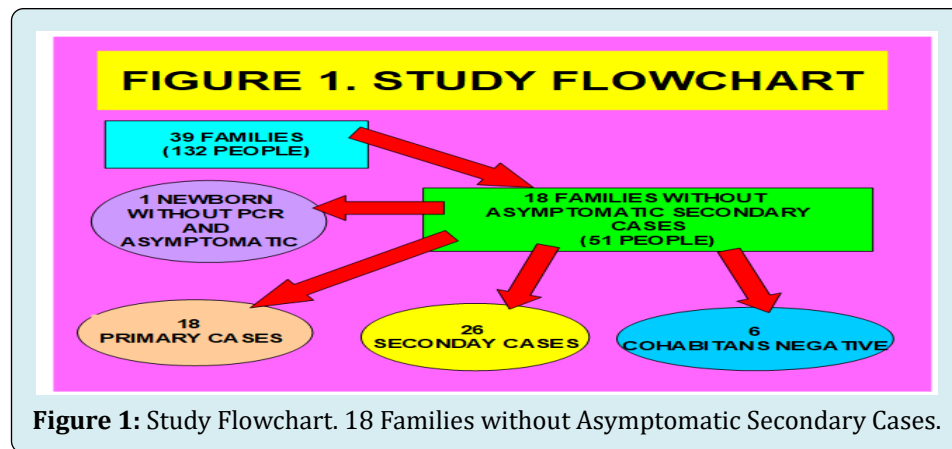 FIGURE 1. STUDY FLOWCHART
39 FAMILIES
(132 PEOPLE)
1 NEWBORN
WITHOUT PCR
AND
ASYMPTOMATIC
18 FAMILIES WITHOUT
ASYMPTOMATIC SECONDARY
CASES
(51 PEOPLE)
18
PRIMARY CASES
26
SECONDAY CASES
6
COHABITANS NEGATIVE
Figure 1: Study Flowchart. 18 Families without Asymptomatic Secondary Cases.